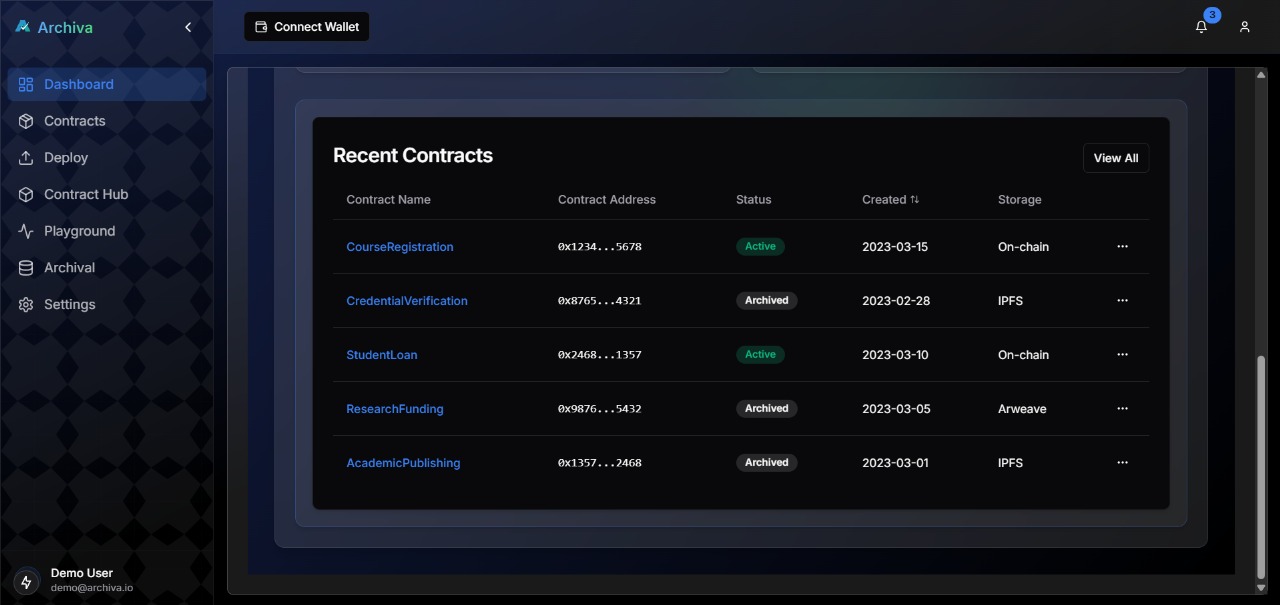 Archiva
Connect Wallet
3
Dashboard
Contracts
Deploy
Contract Hub
Playground
Archival
Settings
Demo User
demo@archiva.io
Recent Contracts
View All
Contract Name Contract Address Status Created Storage
CourseRegistration 0x1234...5678 Active 2023-03-15 On-chain
CredentialVerification 0x8765...4321 Archived 2023-02-28 IPFS
StudentLoan 0x2468...1357 Active 2023-03-10 On-chain
ResearchFunding 0x9876...5432 Archived 2023-03-05 Arweave
AcademicPublishing 0x1357...2468 Archived 2023-03-01 IPFS